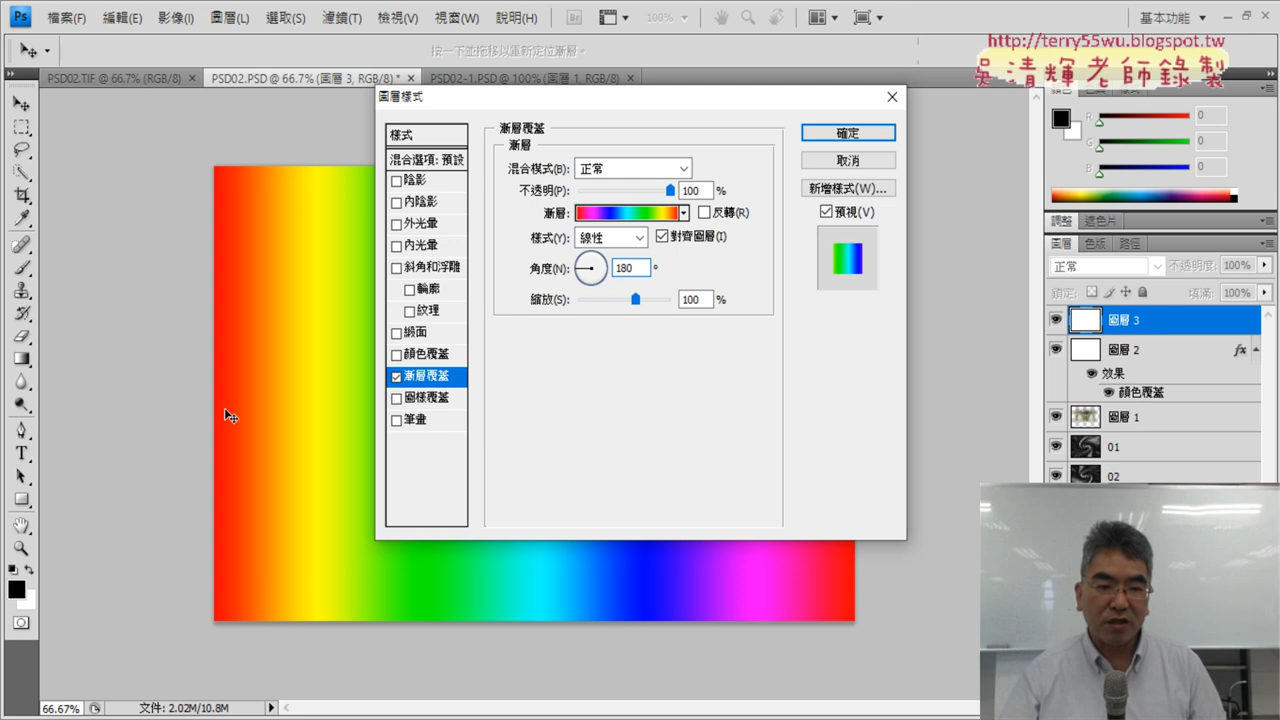 Ps 檔案(F) 編輯(E) 影像(I) 圖層(L) 選取(S) 濾鏡(T) 檢視(V) 視窗(W) 說明(H) Br 100% 基本功能
按一下並拖移以重新定位漸層。
http://terry55wu.blogspot.tw
吳清輝老師錄製
PSD02.TIF @ 66.7% (RGB/8) PSD02.PSD @ 66.7% (圖層 3, RGB/8) * PSD02-1.PSD @ 100% (圖層 1, RGB/8)
圖層樣式
樣式
混合選項: 預設
陰影
內陰影
外光暈
內光暈
斜角和浮雕
輪廓
紋理
緞面
顏色覆蓋
漸層覆蓋
圖樣覆蓋
筆畫
漸層覆蓋
漸層
混合模式(B): 正常
不透明(P): 100 %
漸層: 反轉(R)
樣式(Y): 線性 對齊圖層(I)
角度(N): 180 °
縮放(S): 100 %
確定
取消
新增樣式(W)...
預視(V)
R 0
G 0
B 0
調整 遮色片
圖層 色版 路徑
正常 不透明度: 100%
鎖定: 填滿: 100%
圖層 3
圖層 2 fx
效果
顏色覆蓋
圖層 1
01
02
66.67% 文件: 2.02M/10.8M